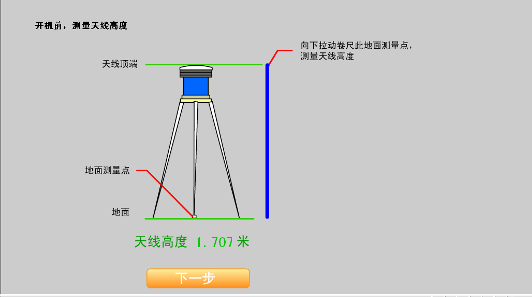 开机前，测量天线高度
向下拉动卷尺此地面测量点，
测量天线高度
天线顶端
地面测量点
地面
天线高度 1.707 米
下一步